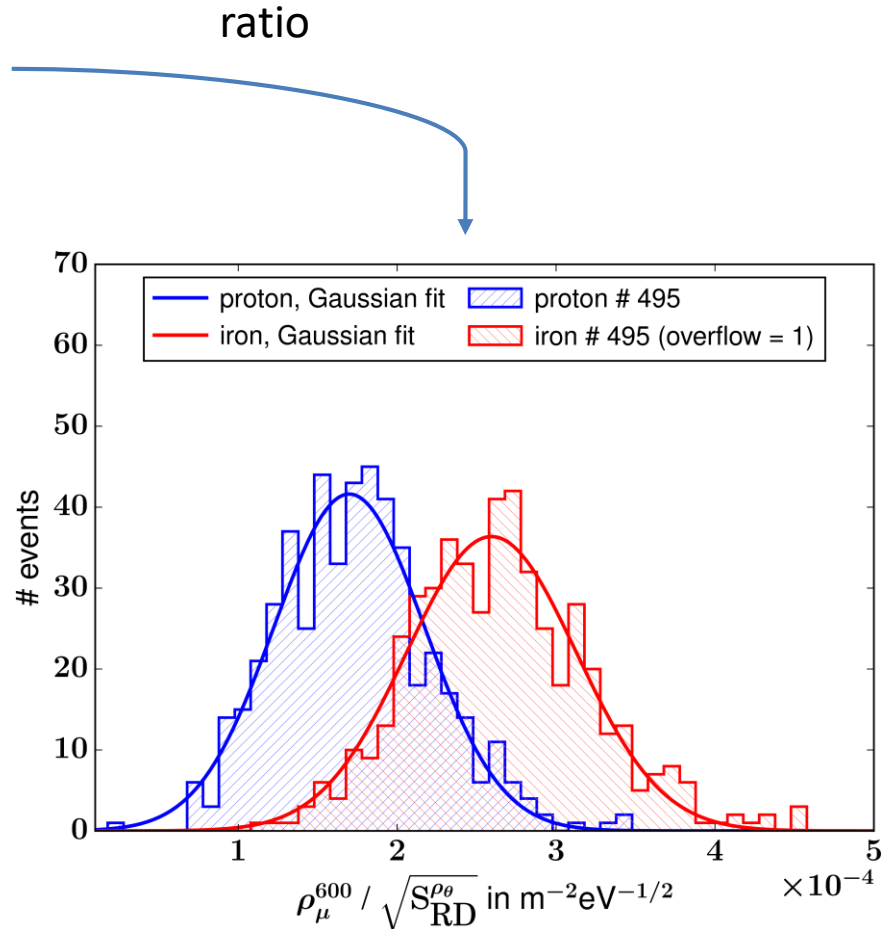 ratio
70
60
50
40
30
20
10
0
# events
proton, Gaussian fit
iron, Gaussian fit
proton # 495
iron # 495 (overflow = 1)
1 2 3 4 5
×10⁻⁴
ρ_μ^600 / √(S_RD^ρ_θ) in m⁻²eV^−1/2